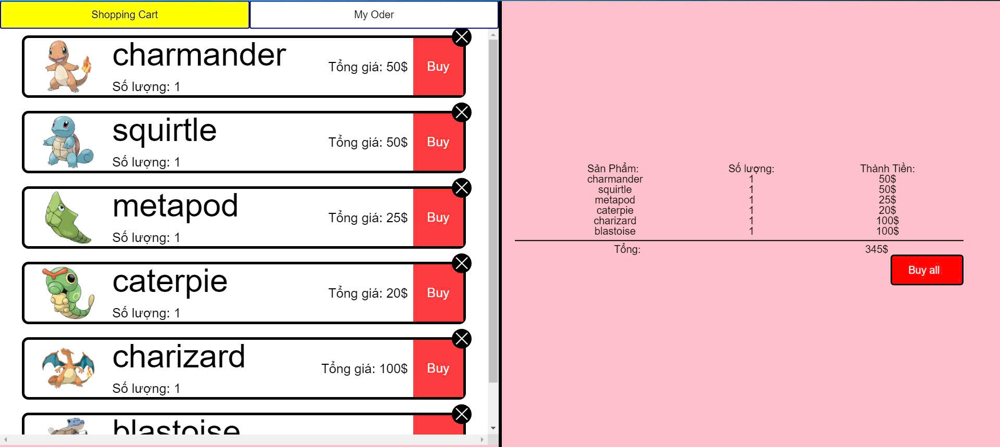 Shopping Cart
My Oder
charmander
Tổng giá: 50$
Buy
Số lượng: 1
squirtle
Tổng giá: 50$
Buy
Số lượng: 1
metapod
Tổng giá: 25$
Buy
Số lượng: 1
caterpie
Tổng giá: 20$
Buy
Số lượng: 1
charizard
Tổng giá: 100$
Buy
Số lượng: 1
blastoise
Sản Phẩm: Số lượng: Thành Tiền:
charmander 1 50$
squirtle 1 50$
metapod 1 25$
caterpie 1 20$
charizard 1 100$
blastoise 1 100$
Tổng: 345$
Buy all